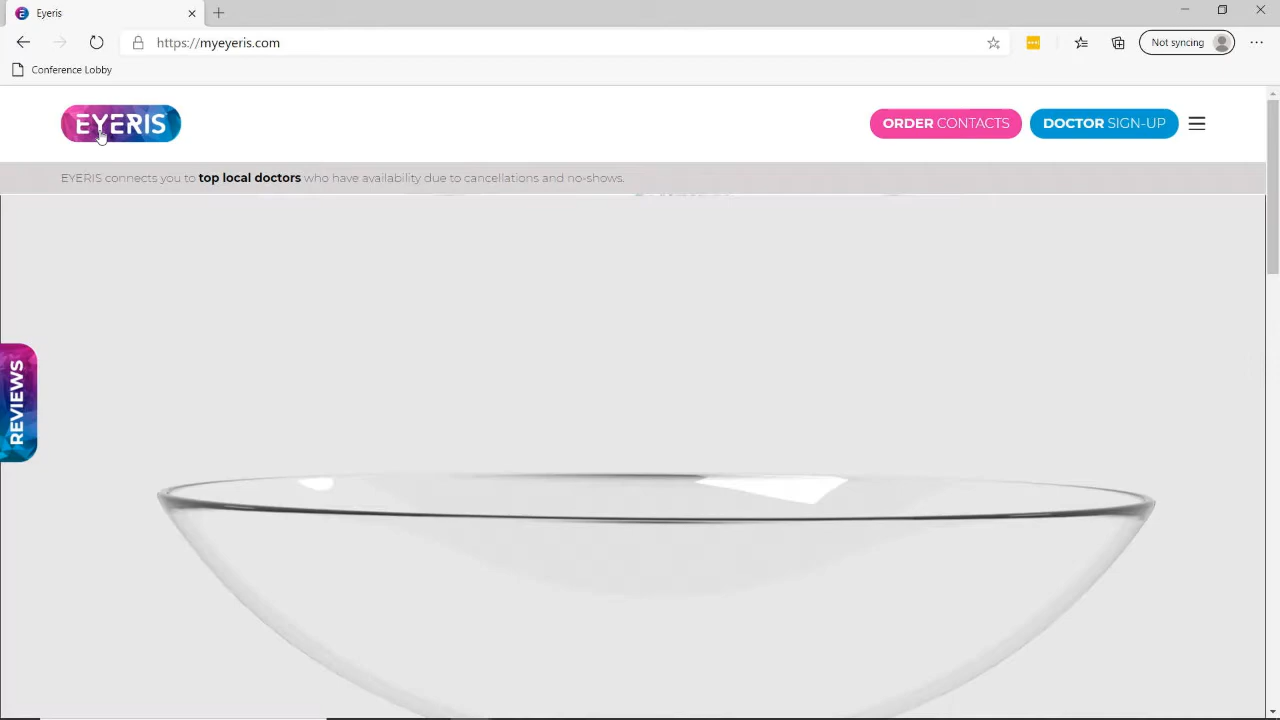 Eyeris
https://myeyeris.com
Not syncing
Conference Lobby
EYERIS
ORDER CONTACTS
DOCTOR SIGN-UP
EYERIS connects you to top local doctors who have availability due to cancellations and no-shows.
REVIEWS